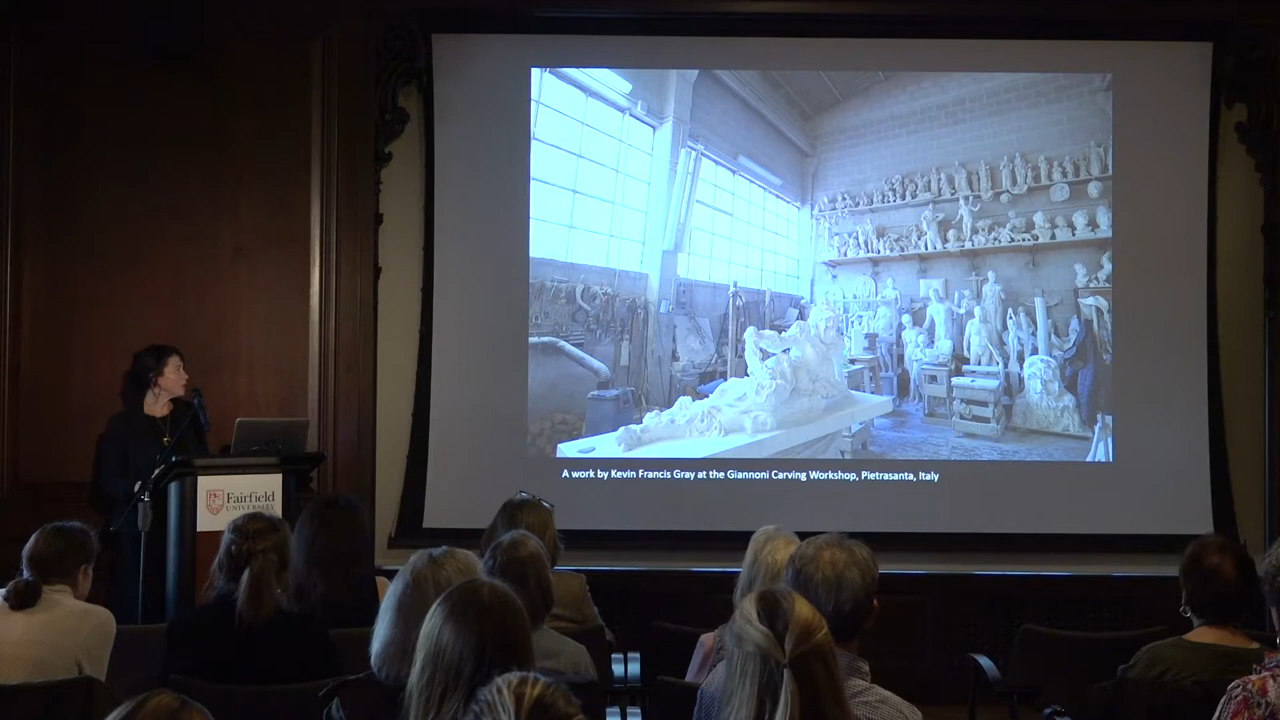 Fairfield
UNIVERSITY
A work by Kevin Francis Gray at the Giannoni Carving Workshop, Pietrasanta, Italy